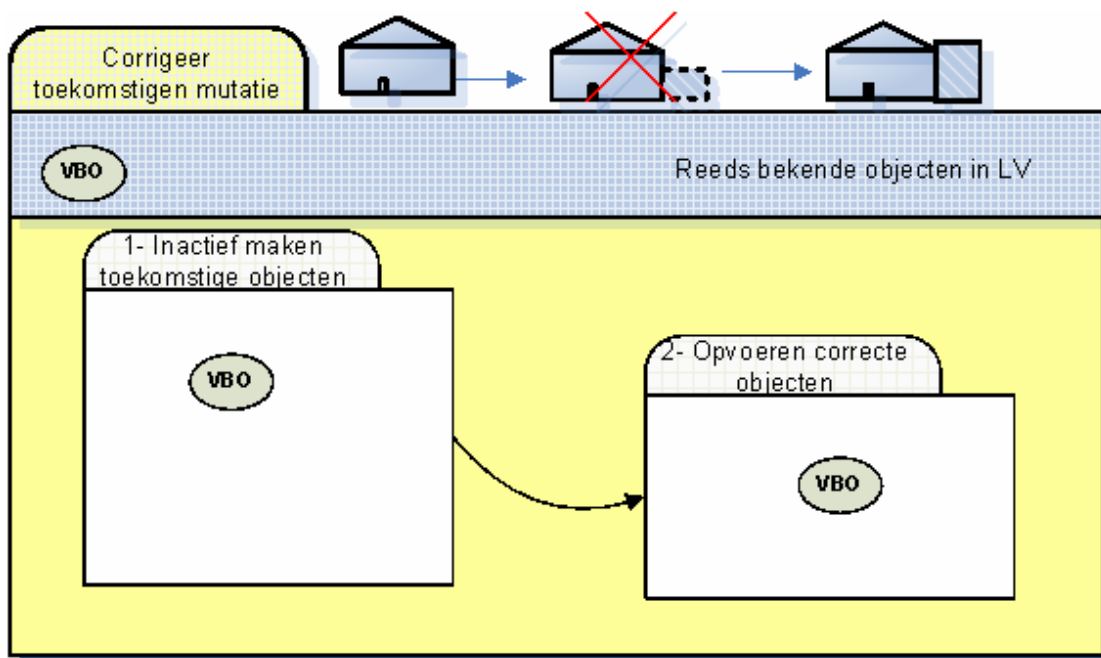 Corrigeer
toekomstigen mutatie
VBO
Reeds bekende objecten in LV
1- Inactief maken
toekomstige objecten
VBO
2- Opvoeren correcte
objecten
VBO